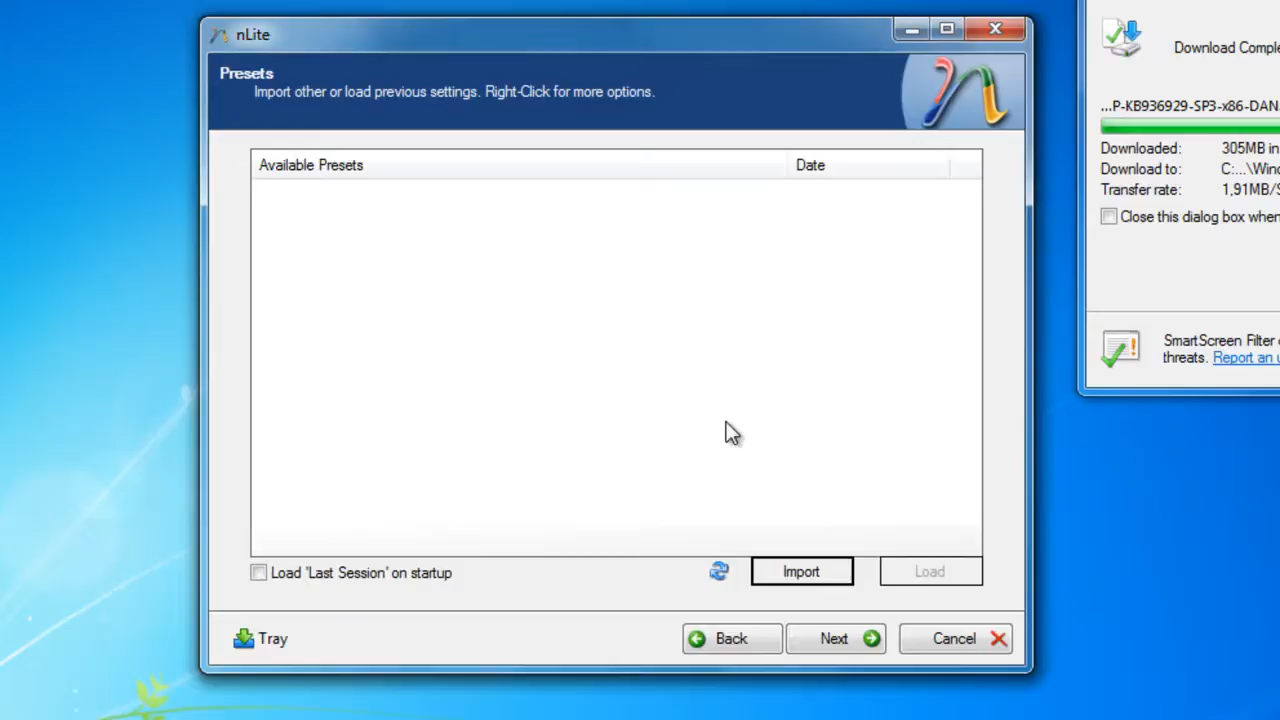 nLite
Presets
Import other or load previous settings. Right-Click for more options.
Available Presets
Date
Load 'Last Session' on startup
Import
Load
Tray
Back
Next
Cancel
Download
...P-KB936929-SP3-x86-DAN
Downloaded: 305MB in
Download to: C:...\
Transfer rate: 1,91MB/
Close this dialog box when
SmartScreen Filter
threats. Report an